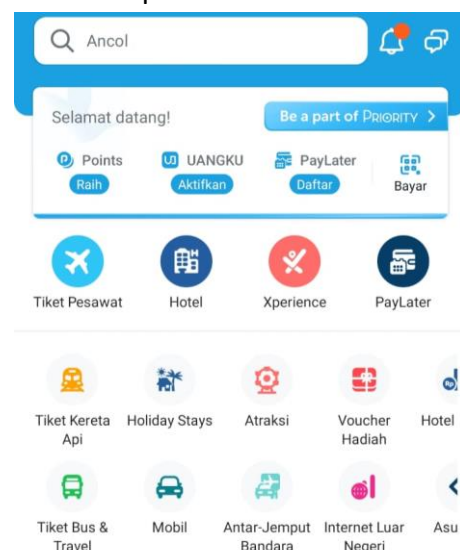 Ancol
Selamat datang!
Be a part of PRIORITY
Points
UANGKU
PayLater
Raih
Aktifkan
Daftar
Bayar
Tiket Pesawat
Hotel
Xperience
PayLater
Tiket Kereta
Api
Holiday Stays
Atraksi
Voucher
Hadiah
Hotel
Tiket Bus &
Travel
Mobil
Antar-Jemput
Bandara
Internet Luar
Negeri
Asu